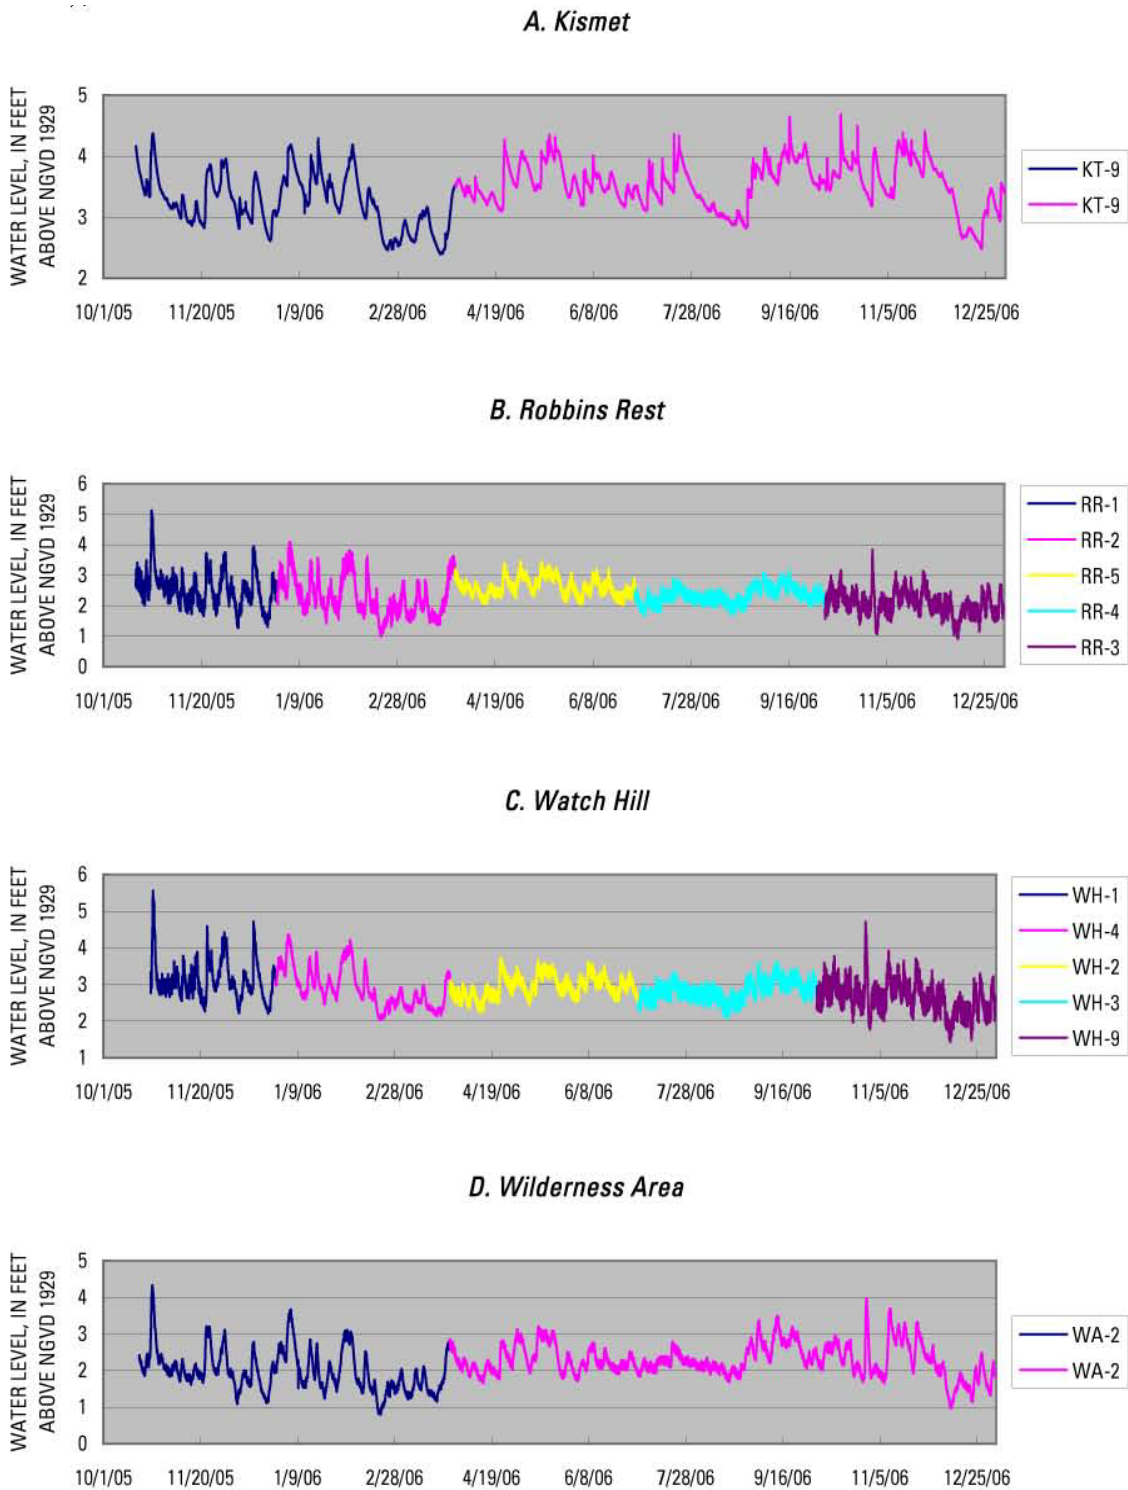 A. Kismet
WATER LEVEL, IN FEET
ABOVE NGVD 1929
5
4
3
2
10/1/05 11/20/05 1/9/06 2/28/06 4/19/06 6/8/06 7/28/06 9/16/06 11/5/06 12/25/06
KT-9
KT-9
B. Robbins Rest
WATER LEVEL, IN FEET
ABOVE NGVD 1929
6
5
4
3
2
1
0
10/1/05 11/20/05 1/9/06 2/28/06 4/19/06 6/8/06 7/28/06 9/16/06 11/5/06 12/25/06
RR-1
RR-2
RR-5
RR-4
RR-3
C. Watch Hill
WATER LEVEL, IN FEET
ABOVE NGVD 1929
6
5
4
3
2
1
10/1/05 11/20/05 1/9/06 2/28/06 4/19/06 6/8/06 7/28/06 9/16/06 11/5/06 12/25/06
WH-1
WH-4
WH-2
WH-3
WH-9
D. Wilderness Area
WATER LEVEL, IN FEET
ABOVE NGVD 1929
5
4
3
2
1
0
10/1/05 11/20/05 1/9/06 2/28/06 4/19/06 6/8/06 7/28/06 9/16/06 11/5/06 12/25/06
WA-2
WA-2